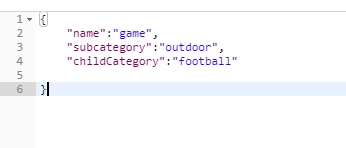 1 {
2 "name":"game",
3 "subcategory":"outdoor",
4 "childCategory":"football"
5
6 }